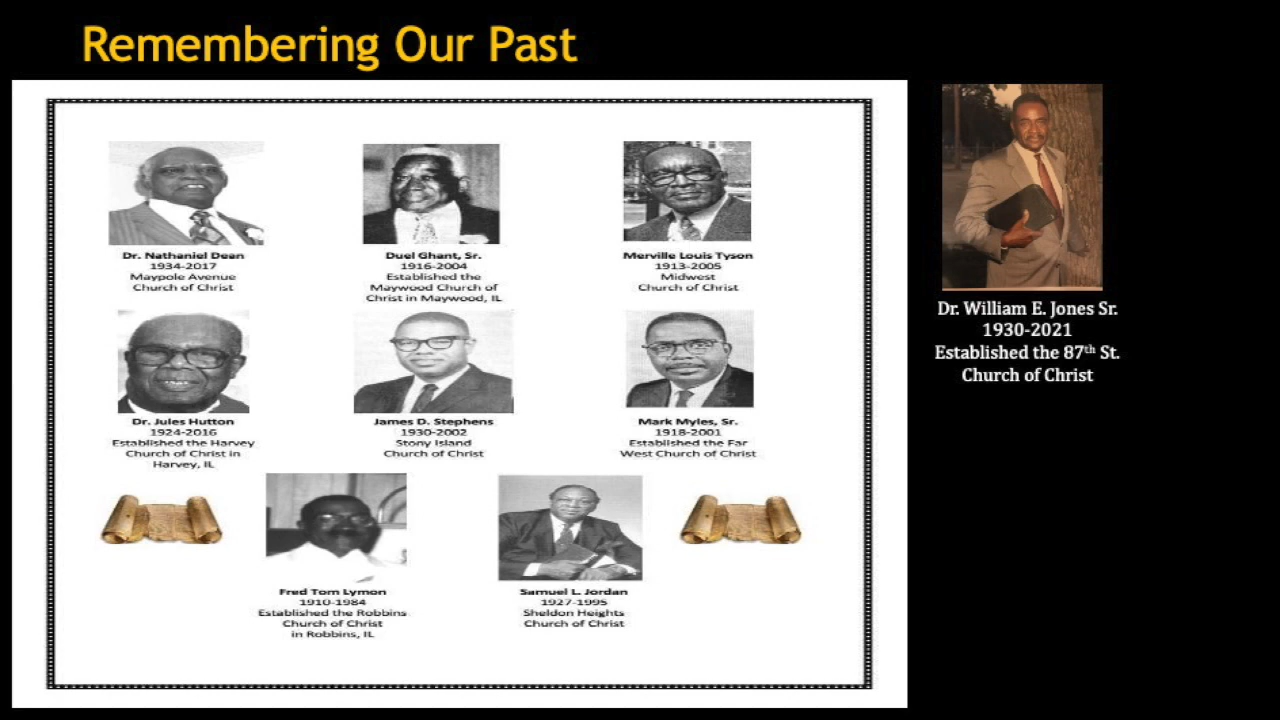 Remembering Our Past
Dr. Nathaniel Dean
1934-2017
Maypole Avenue
Church of Christ
Duel Ghant, Sr.
1916-2004
Established the
Maywood Church of
Christ in Maywood, IL
Merville Louis Tyson
1913-2005
Midwest
Church of Christ
Dr. Jules Hutton
1924-2016
Established the Harvey
Church of Christ in
Harvey, IL
James D. Stephens
1930-2002
Stony Island
Church of Christ
Mark Myles, Sr.
1918-2001
Established the Far
West Church of Christ
Fred Tom Lymon
1910-1984
Established the Robbins
Church of Christ
in Robbins, IL
Samuel L. Jordan
1927-1995
Sheldon Heights
Church of Christ
Dr. William E. Jones Sr.
1930-2021
Established the 87th St.
Church of Christ